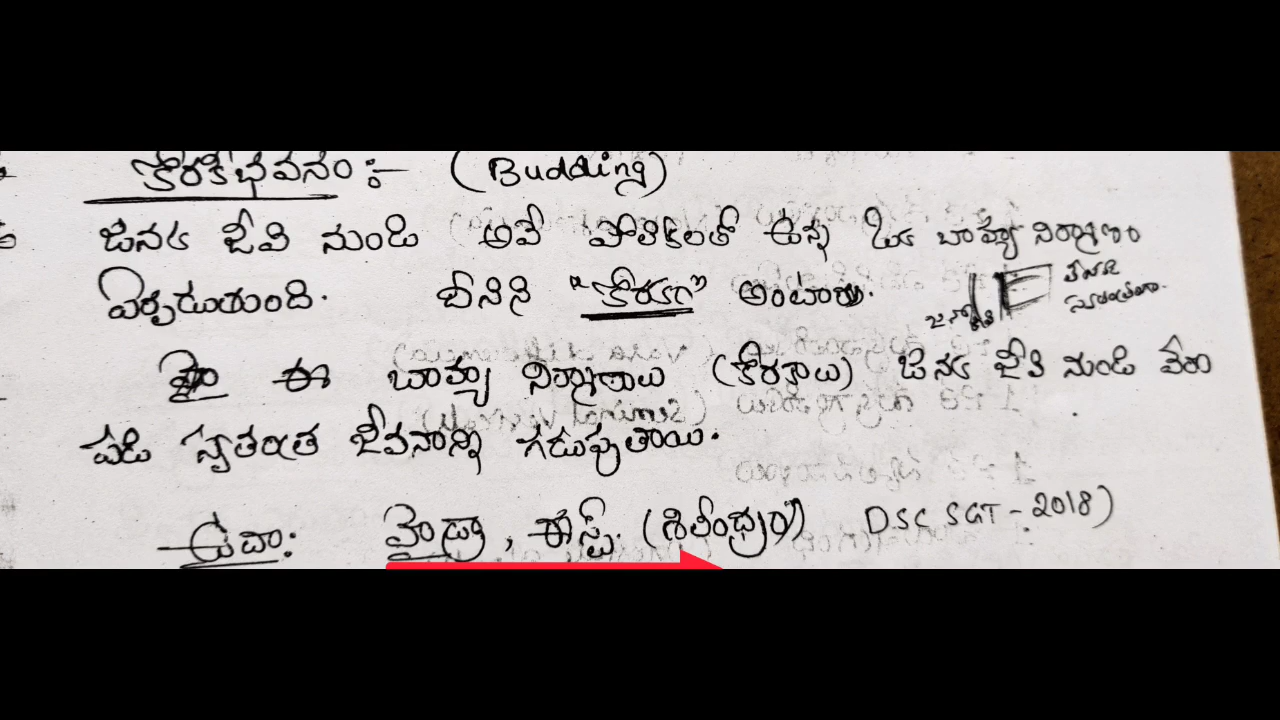 కోరకీభవనం :- (Budding)
జనక జీవి నుండి అవే పోలికలతో ఉన్న ఒక బాహ్య నిర్మాణం
ఏర్పడుతుంది. దీనిని "కోరకం" అంటారు.
ఈ బాహ్య నిర్మాణాలు (కోరకాలు) జనక జీవి నుండి వేరు
పడి స్వతంత్ర జీవనాన్ని గడుపుతాయి.
ఉదా: హైడ్రా, ఈస్ట్. (శిలీంధ్రం) DSC SGT - 2018)